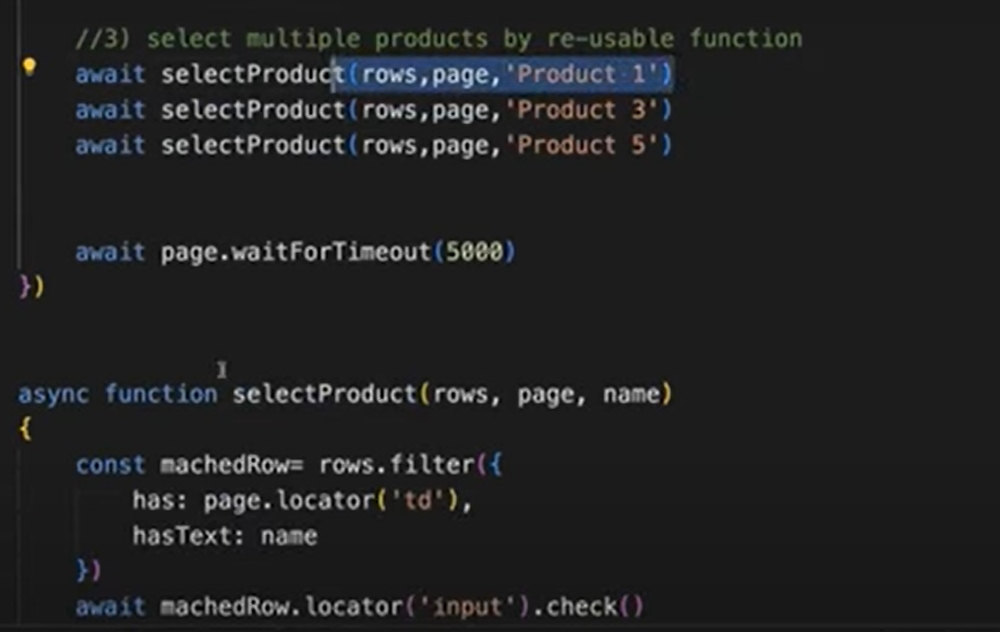 //3) select multiple products by re-usable function
await selectProduct(rows,page,'Product 1')
await selectProduct(rows,page,'Product 3')
await selectProduct(rows,page,'Product 5')
await page.waitForTimeout(5000)
})
async function selectProduct(rows, page, name)
{
const machedRow= rows.filter({
has: page.locator('td'),
hasText: name
})
await machedRow.locator('input').check()